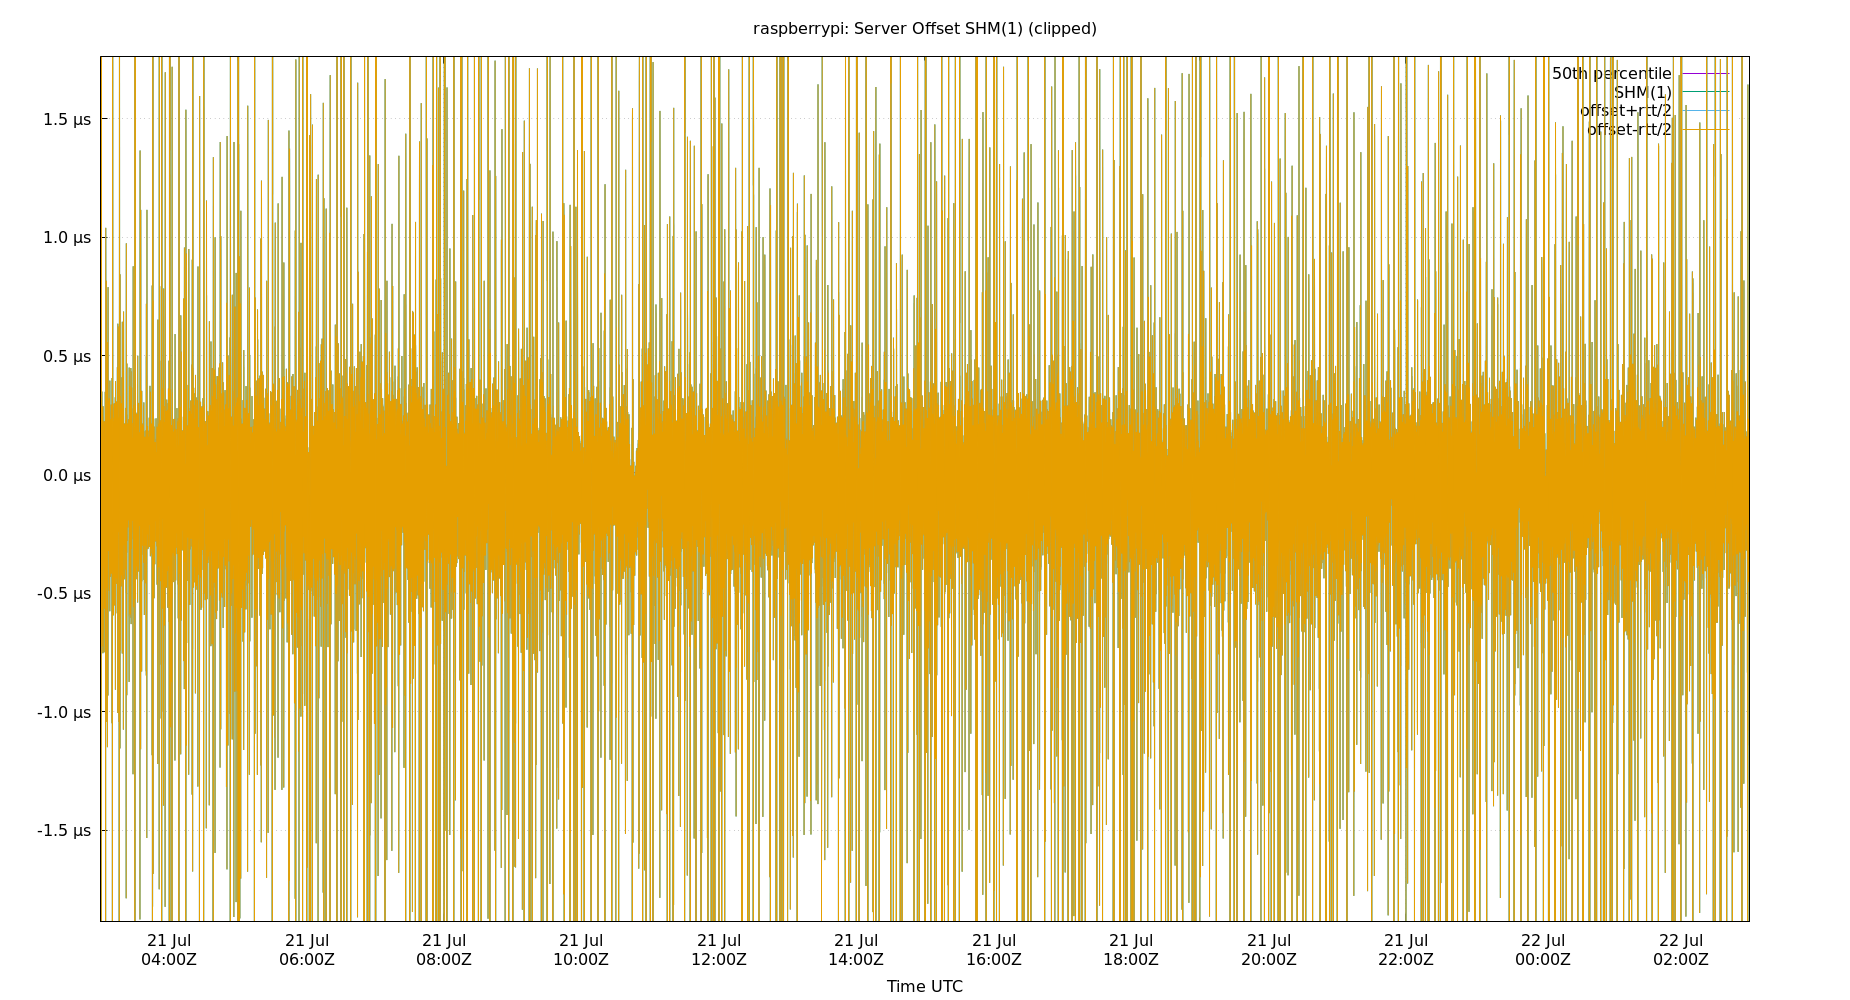 raspberrypi: Server Offset SHM(1) (clipped)
50th percentile
SHM(1)
offset+rtt/2
offset-rtt/2
1.5 µs
1.0 µs
0.5 µs
0.0 µs
-0.5 µs
-1.0 µs
-1.5 µs
21 Jul 21 Jul 21 Jul 21 Jul 21 Jul 21 Jul 21 Jul 21 Jul 21 Jul 21 Jul 22 Jul 22 Jul
04:00Z 06:00Z 08:00Z 10:00Z 12:00Z 14:00Z 16:00Z 18:00Z 20:00Z 22:00Z 00:00Z 02:00Z
Time UTC